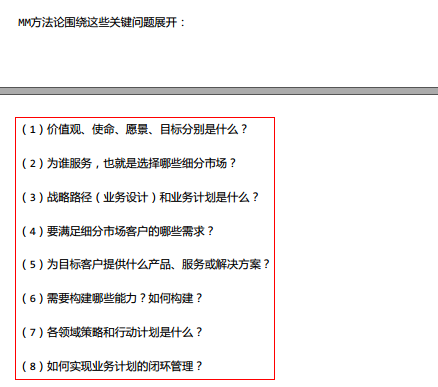 MM方法论围绕这些关键问题展开：
（1）价值观、使命、愿景、目标分别是什么？
（2）为谁服务，也就是选择哪些细分市场？
（3）战略路径（业务设计）和业务计划是什么？
（4）要满足细分市场客户的哪些需求？
（5）为目标客户提供什么产品、服务或解决方案？
（6）需要构建哪些能力？如何构建？
（7）各领域策略和行动计划是什么？
（8）如何实现业务计划的闭环管理？